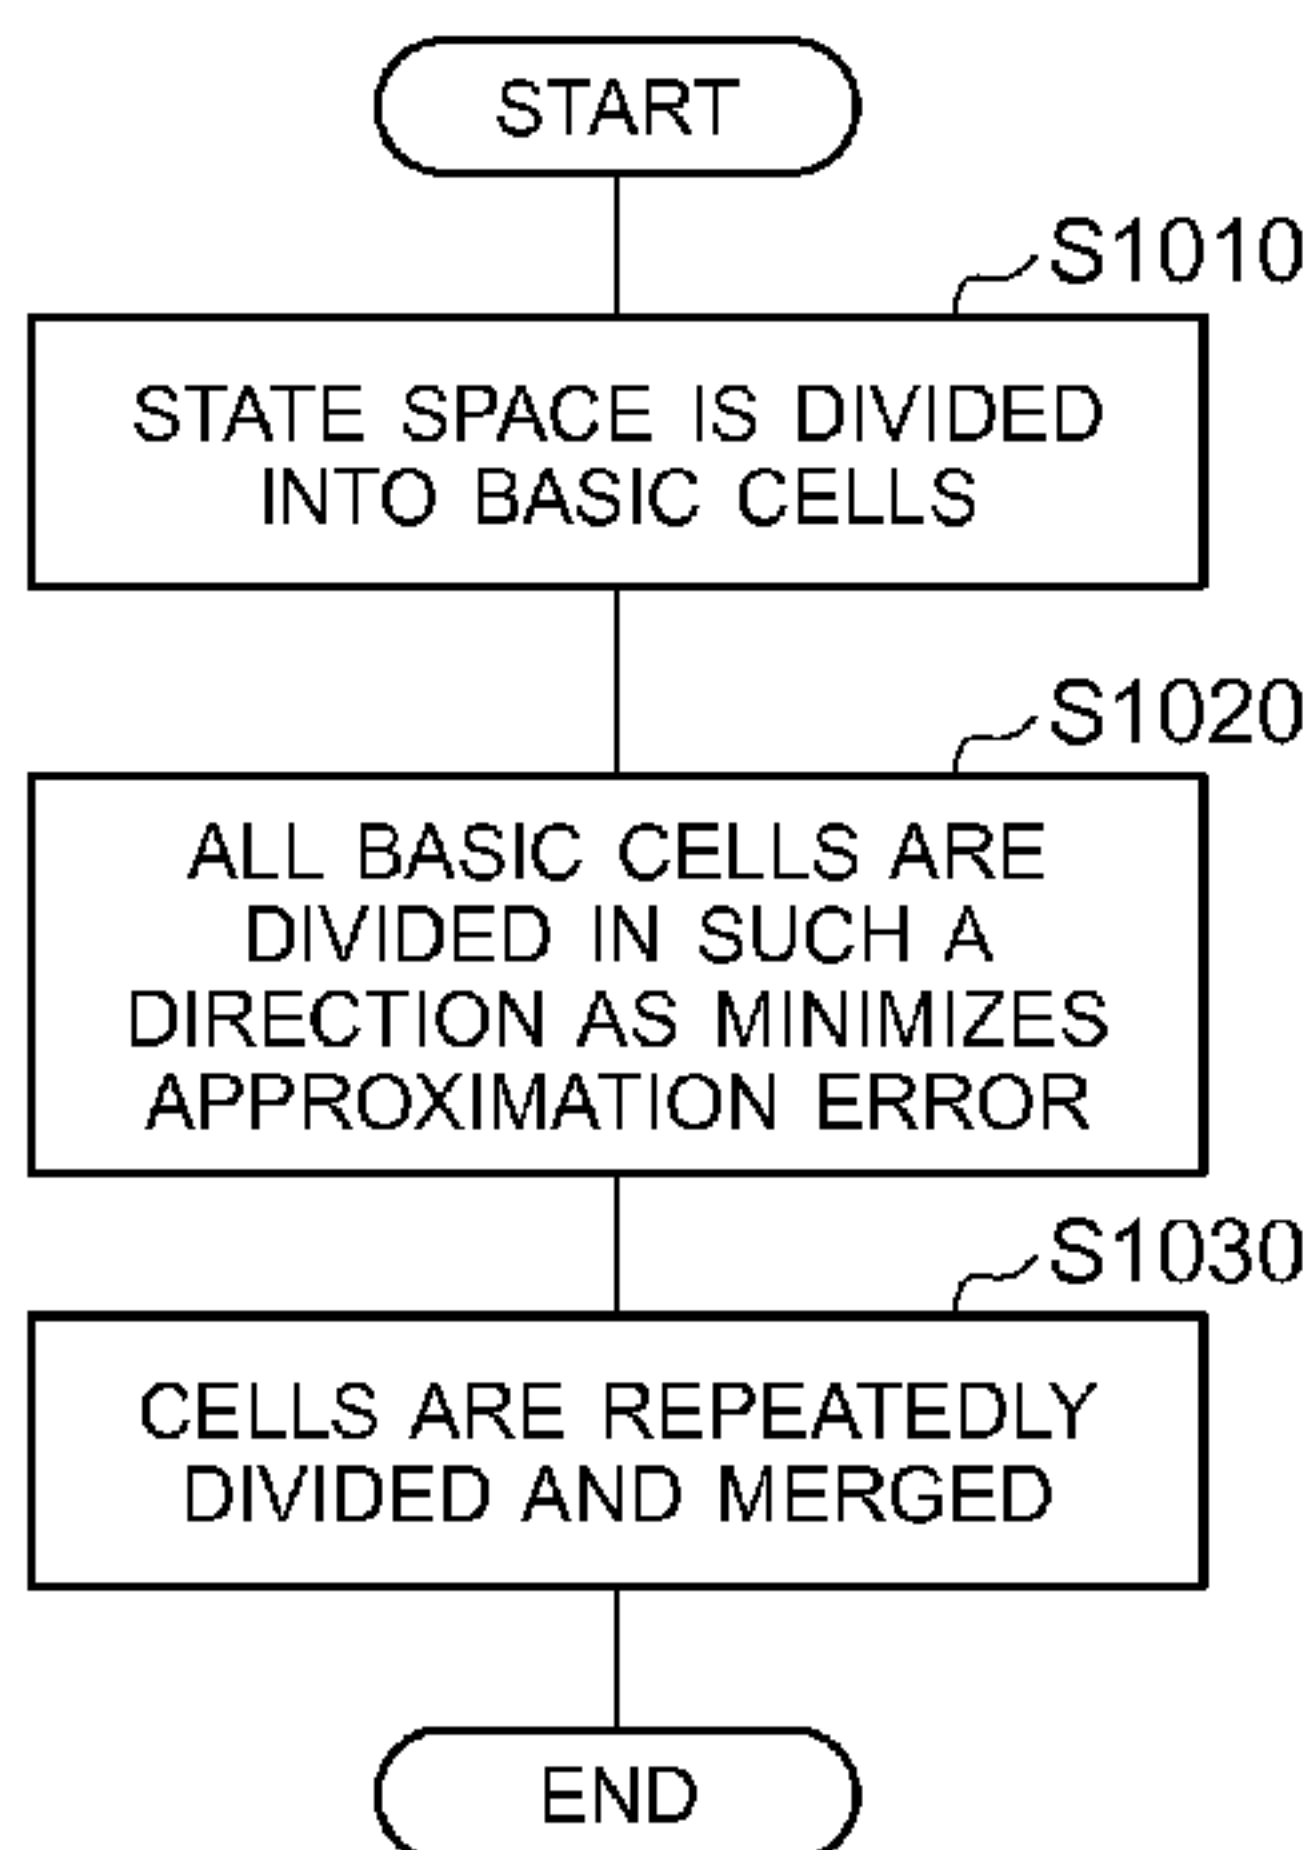 START
S1010
STATE SPACE IS DIVIDED
INTO BASIC CELLS
S1020
ALL BASIC CELLS ARE
DIVIDED IN SUCH A
DIRECTION AS MINIMIZES
APPROXIMATION ERROR
S1030
CELLS ARE REPEATEDLY
DIVIDED AND MERGED
END